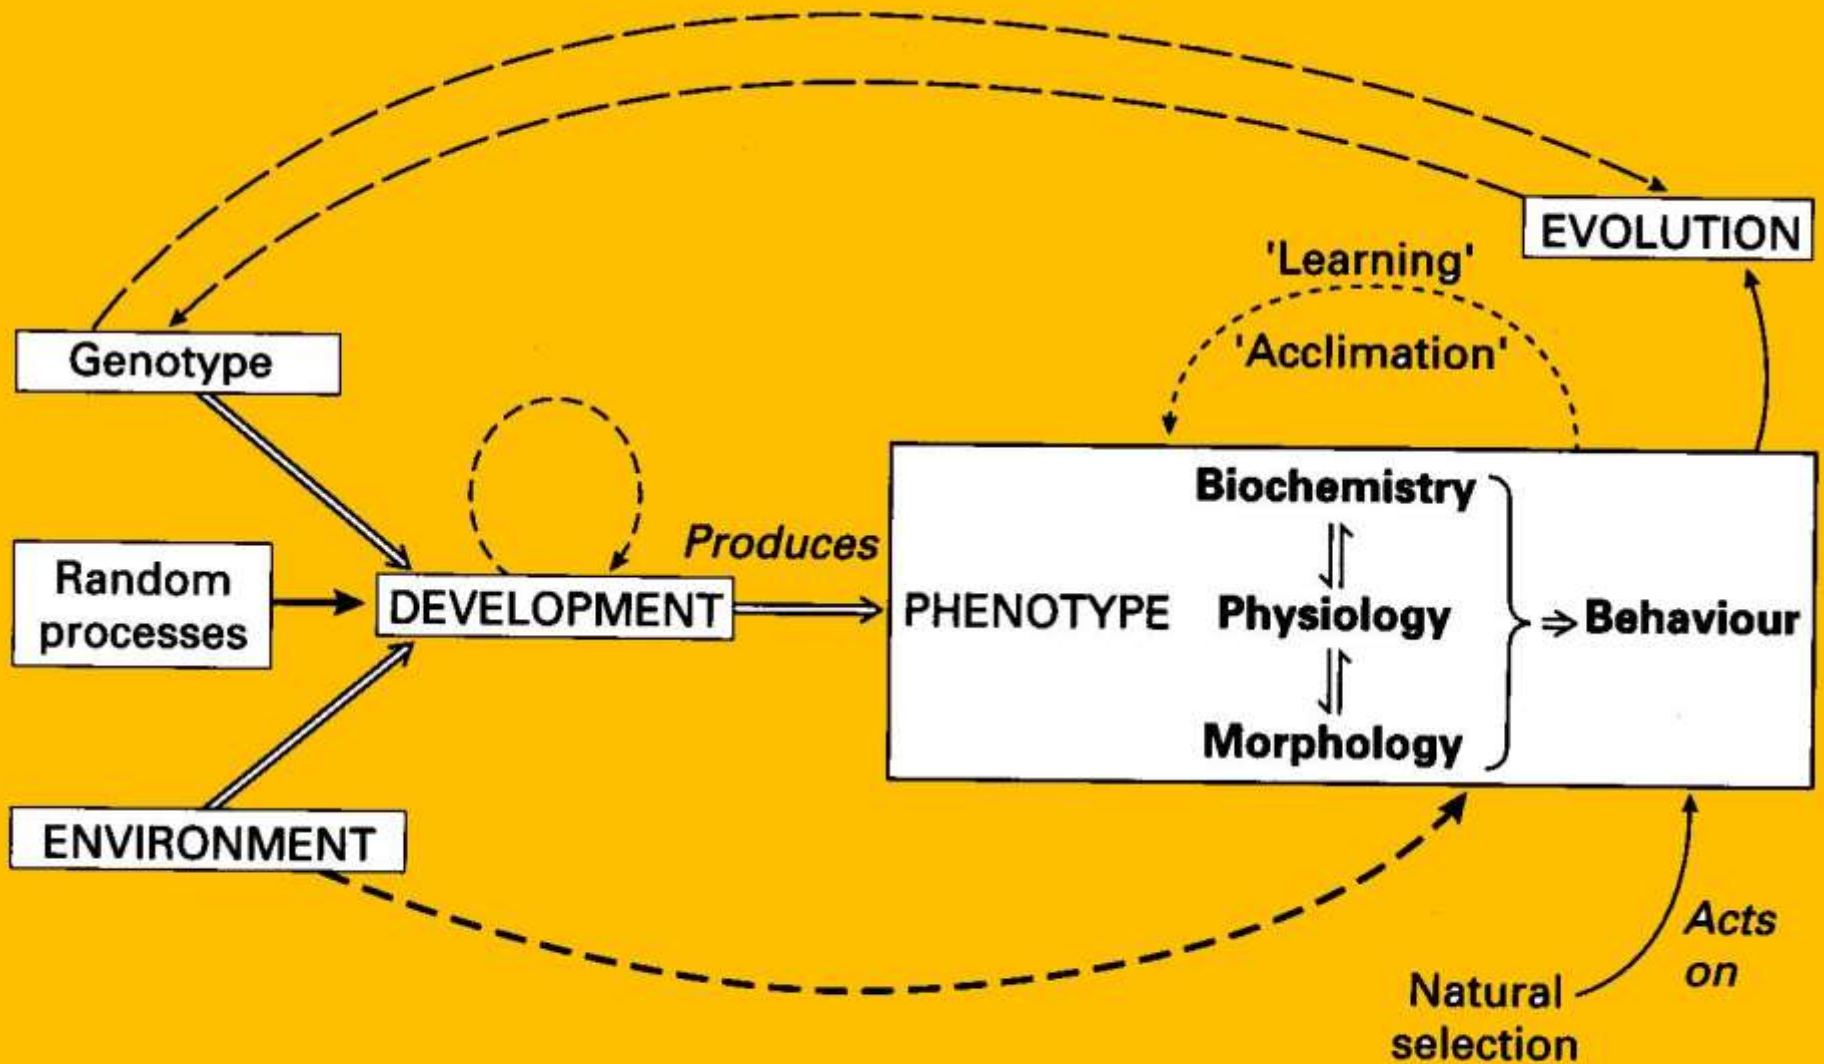 EVOLUTION
'Learning'
'Acclimation'
Genotype
Random
processes
DEVELOPMENT
Produces
PHENOTYPE
Biochemistry
Physiology
Morphology
Behaviour
ENVIRONMENT
Acts
on
Natural
selection